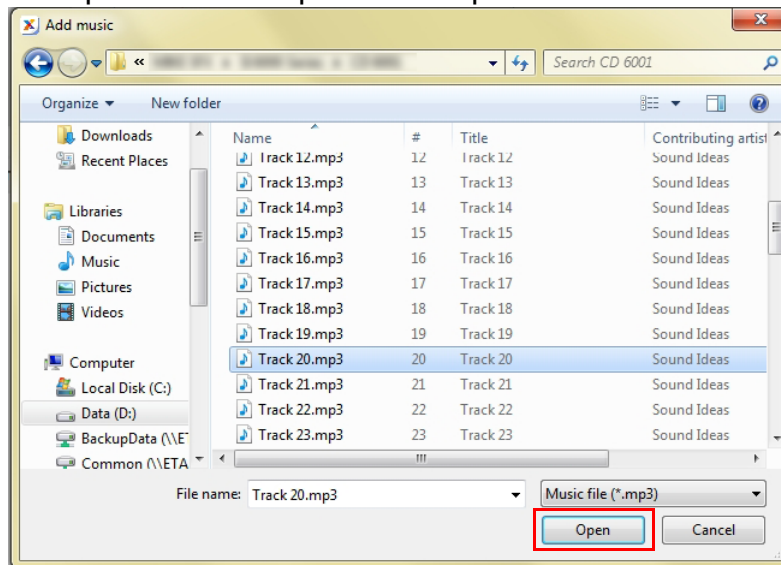 Add music
«
Search CD 6001
Organize ▼ New folder
Downloads
Recent Places
Libraries
Documents
Music
Pictures
Videos
Computer
Local Disk (C:)
Data (D:)
BackupData (\\E
Common (\\ETA
Name # Title Contributing artist
Track 12.mp3 12 Track 12 Sound Ideas
Track 13.mp3 13 Track 13 Sound Ideas
Track 14.mp3 14 Track 14 Sound Ideas
Track 15.mp3 15 Track 15 Sound Ideas
Track 16.mp3 16 Track 16 Sound Ideas
Track 17.mp3 17 Track 17 Sound Ideas
Track 18.mp3 18 Track 18 Sound Ideas
Track 19.mp3 19 Track 19 Sound Ideas
Track 20.mp3 20 Track 20 Sound Ideas
Track 21.mp3 21 Track 21 Sound Ideas
Track 22.mp3 22 Track 22 Sound Ideas
Track 23.mp3 23 Track 23 Sound Ideas
File name: Track 20.mp3 Music file (*.mp3)
Open Cancel